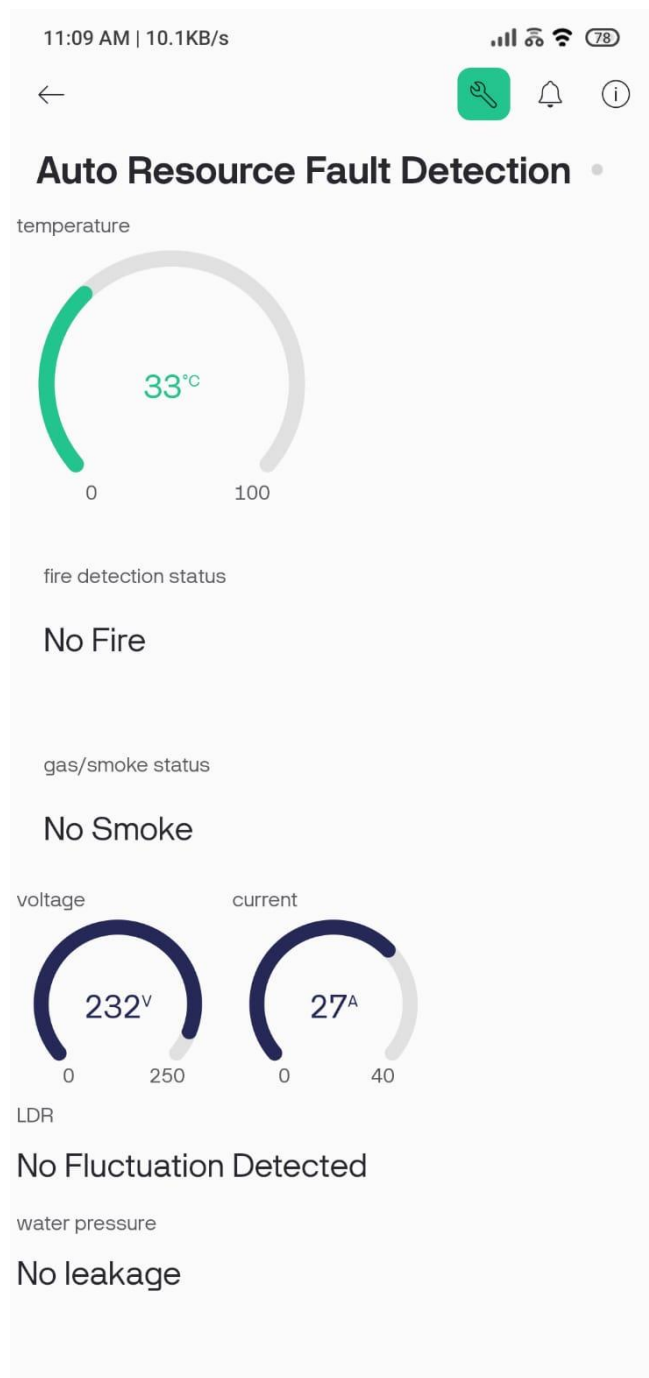 11:09 AM | 10.1KB/s 78
Auto Resource Fault Detection
temperature
33°C
0 100
fire detection status
No Fire
gas/smoke status
No Smoke
voltage current
232V 27A
0 250 0 40
LDR
No Fluctuation Detected
water pressure
No leakage